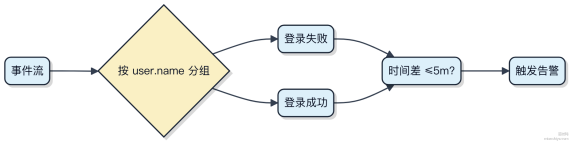 事件流
按 user.name 分组
登录失败
登录成功
时间差 ≤5m?
触发告警